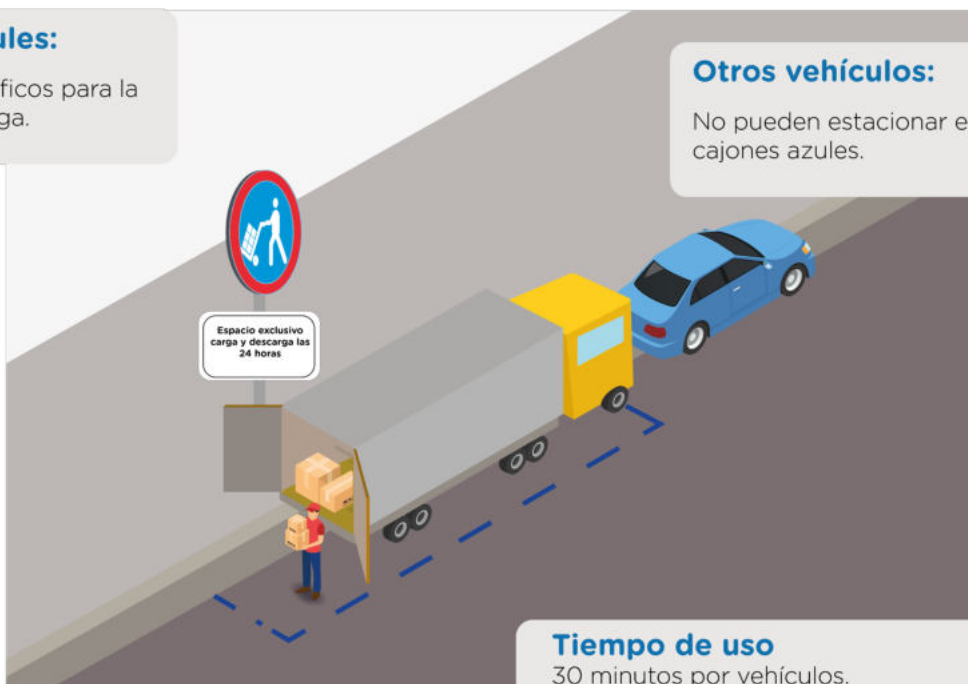 ules:
ficos para la
ga.
Otros vehículos:
No pueden estacionar e
cajones azules.
Espacio exclusivo
carga y descarga las
24 horas
Tiempo de uso
30 minutos por vehículos.